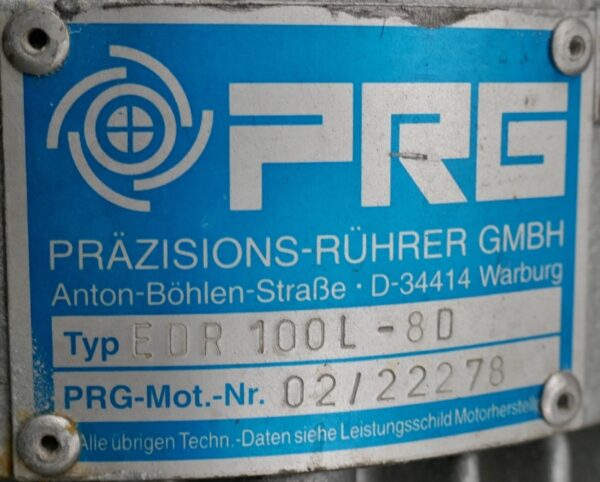 PRG
PRÄZISIONS-RÜHRER GMBH
Anton-Böhlen-Straße · D-34414 Warburg
Typ EDR 100L-8D
PRG-Mot.-Nr. 02/22278
Alle übrigen Techn.-Daten siehe Leistungsschild